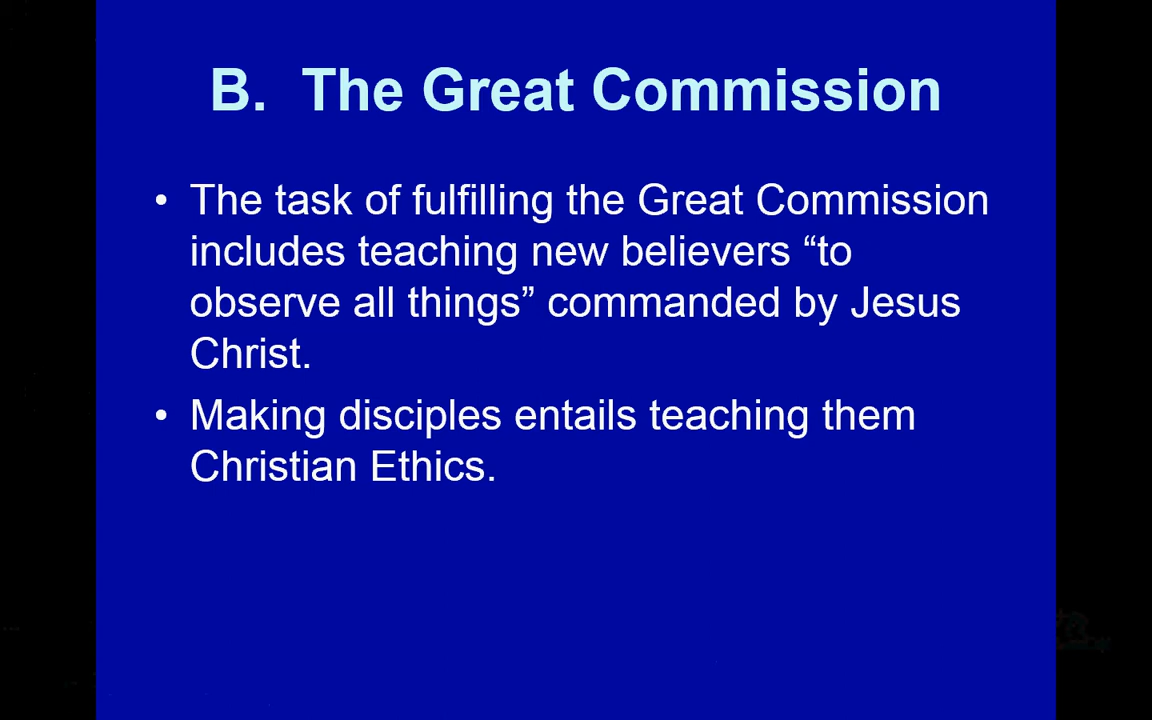 B. The Great Commission
• The task of fulfilling the Great Commission
includes teaching new believers “to
observe all things” commanded by Jesus
Christ.
• Making disciples entails teaching them
Christian Ethics.